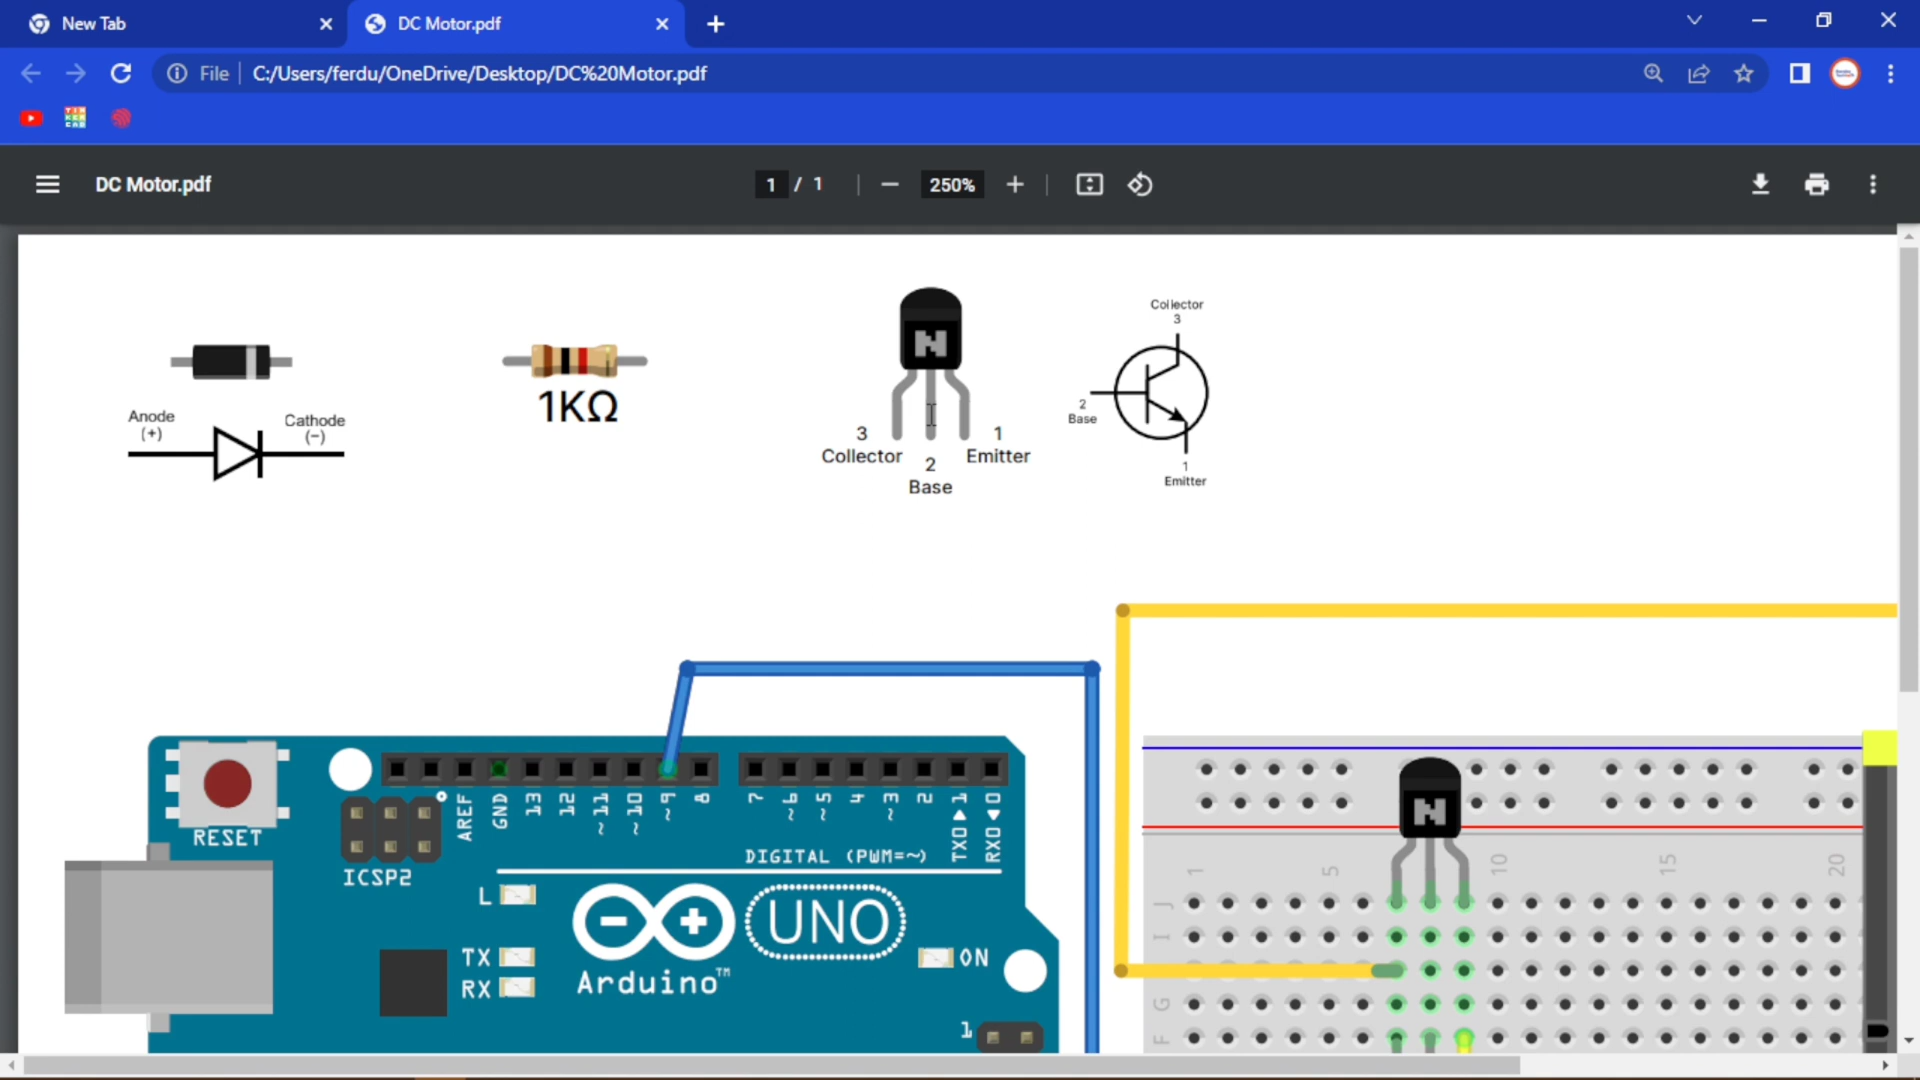 New Tab
DC Motor.pdf
File
C:/Users/ferdu/OneDrive/Desktop/DC%20Motor.pdf
DC Motor.pdf
1 / 1
250%
Anode
(+)
Cathode
(−)
1KΩ
N
3
Collector
2
Base
1
Emitter
Collector
3
2
Base
1
Emitter
RESET
ICSP2
AREF
GND
13
12
~11
~10
~9
8
7
~6
~5
4
~3
2
TX0▶1
RX0◀0
DIGITAL (PWM=~)
L
TX
RX
UNO
Arduino™
ON
1
N
1
5
10
15
20
J
I
G
F